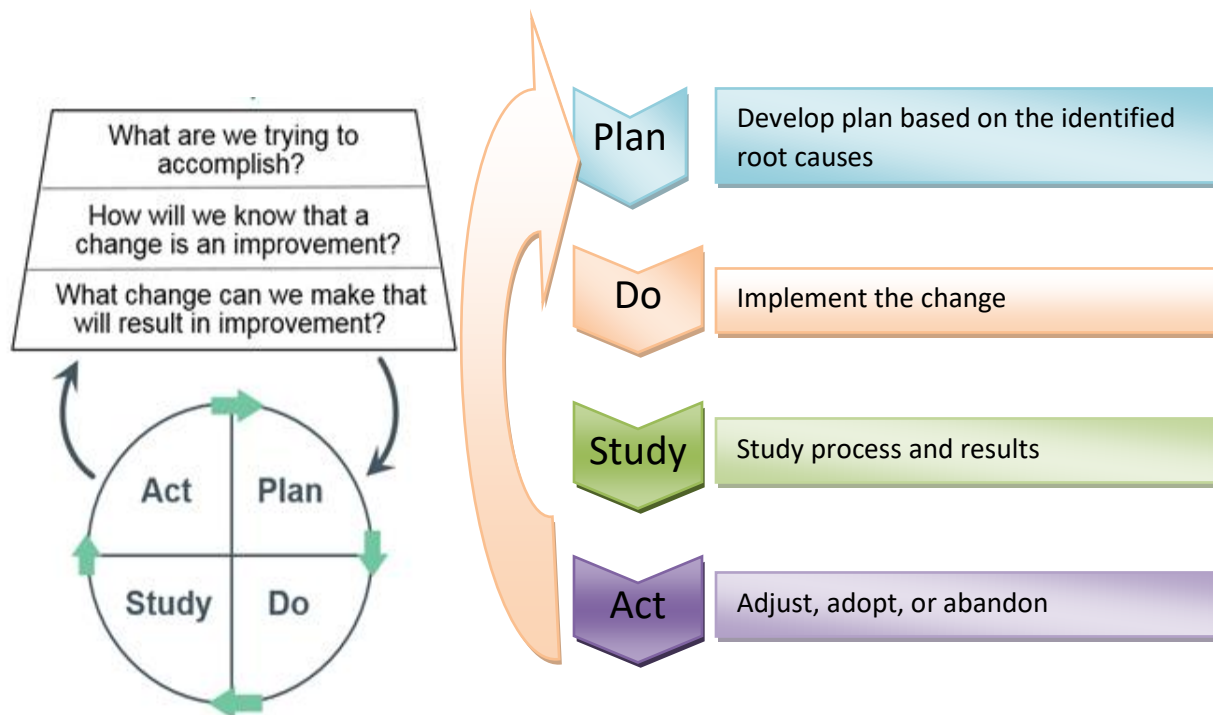 What are we trying to
accomplish?
How will we know that a
change is an improvement?
What change can we make that
will result in improvement?
Act
Plan
Study
Do
Plan
Develop plan based on the identified
root causes
Do
Implement the change
Study
Study process and results
Act
Adjust, adopt, or abandon